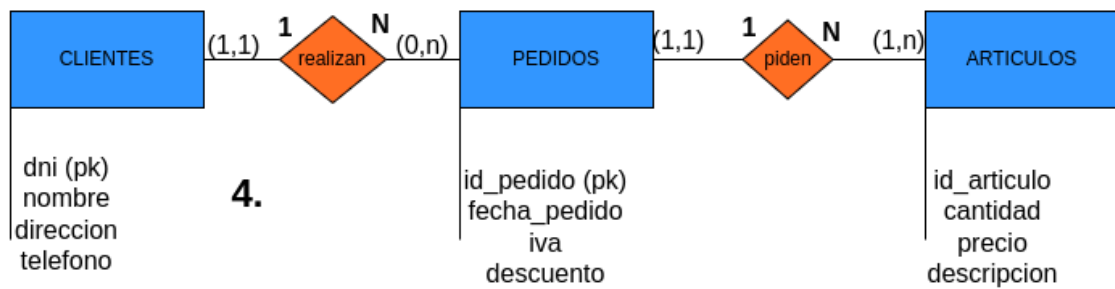 CLIENTES
(1,1)
1
realizan
N
(0,n)
PEDIDOS
(1,1)
1
piden
N
(1,n)
ARTICULOS
dni (pk)
nombre
direccion
telefono
4.
id_pedido (pk)
fecha_pedido
iva
descuento
id_articulo
cantidad
precio
descripcion